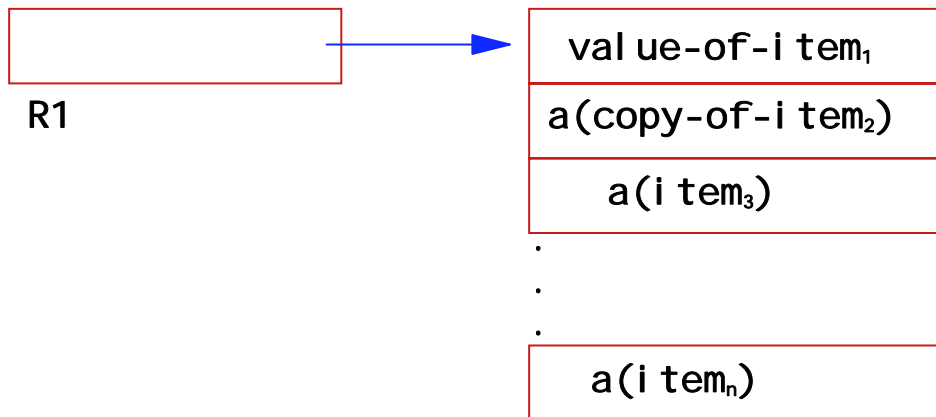 value-of-item₁
R1
a(copy-of-item₂)
a(item₃)
.
.
.
a(itemₙ)